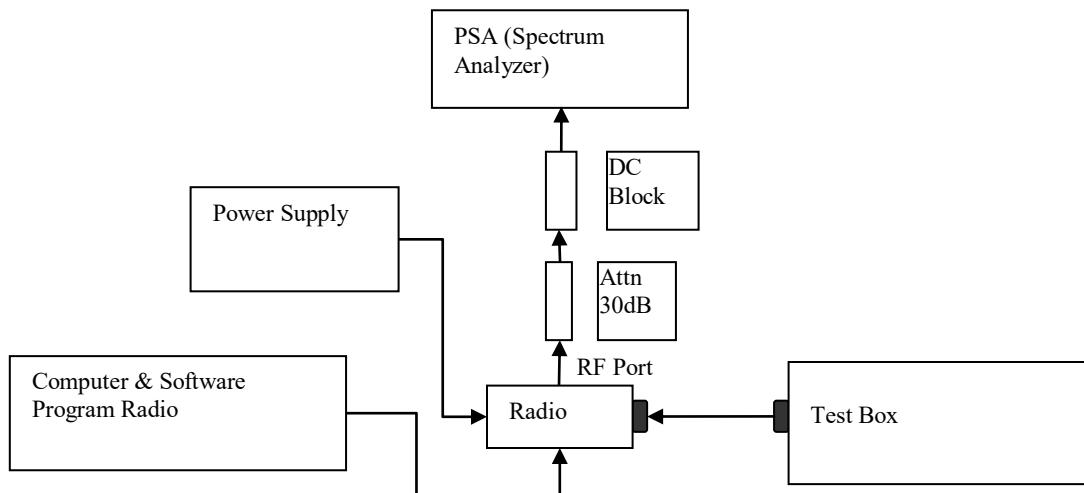 PSA (Spectrum
Analyzer)
DC
Block
Power Supply
Attn
30dB
RF Port
Computer & Software
Program Radio
Radio
Test Box